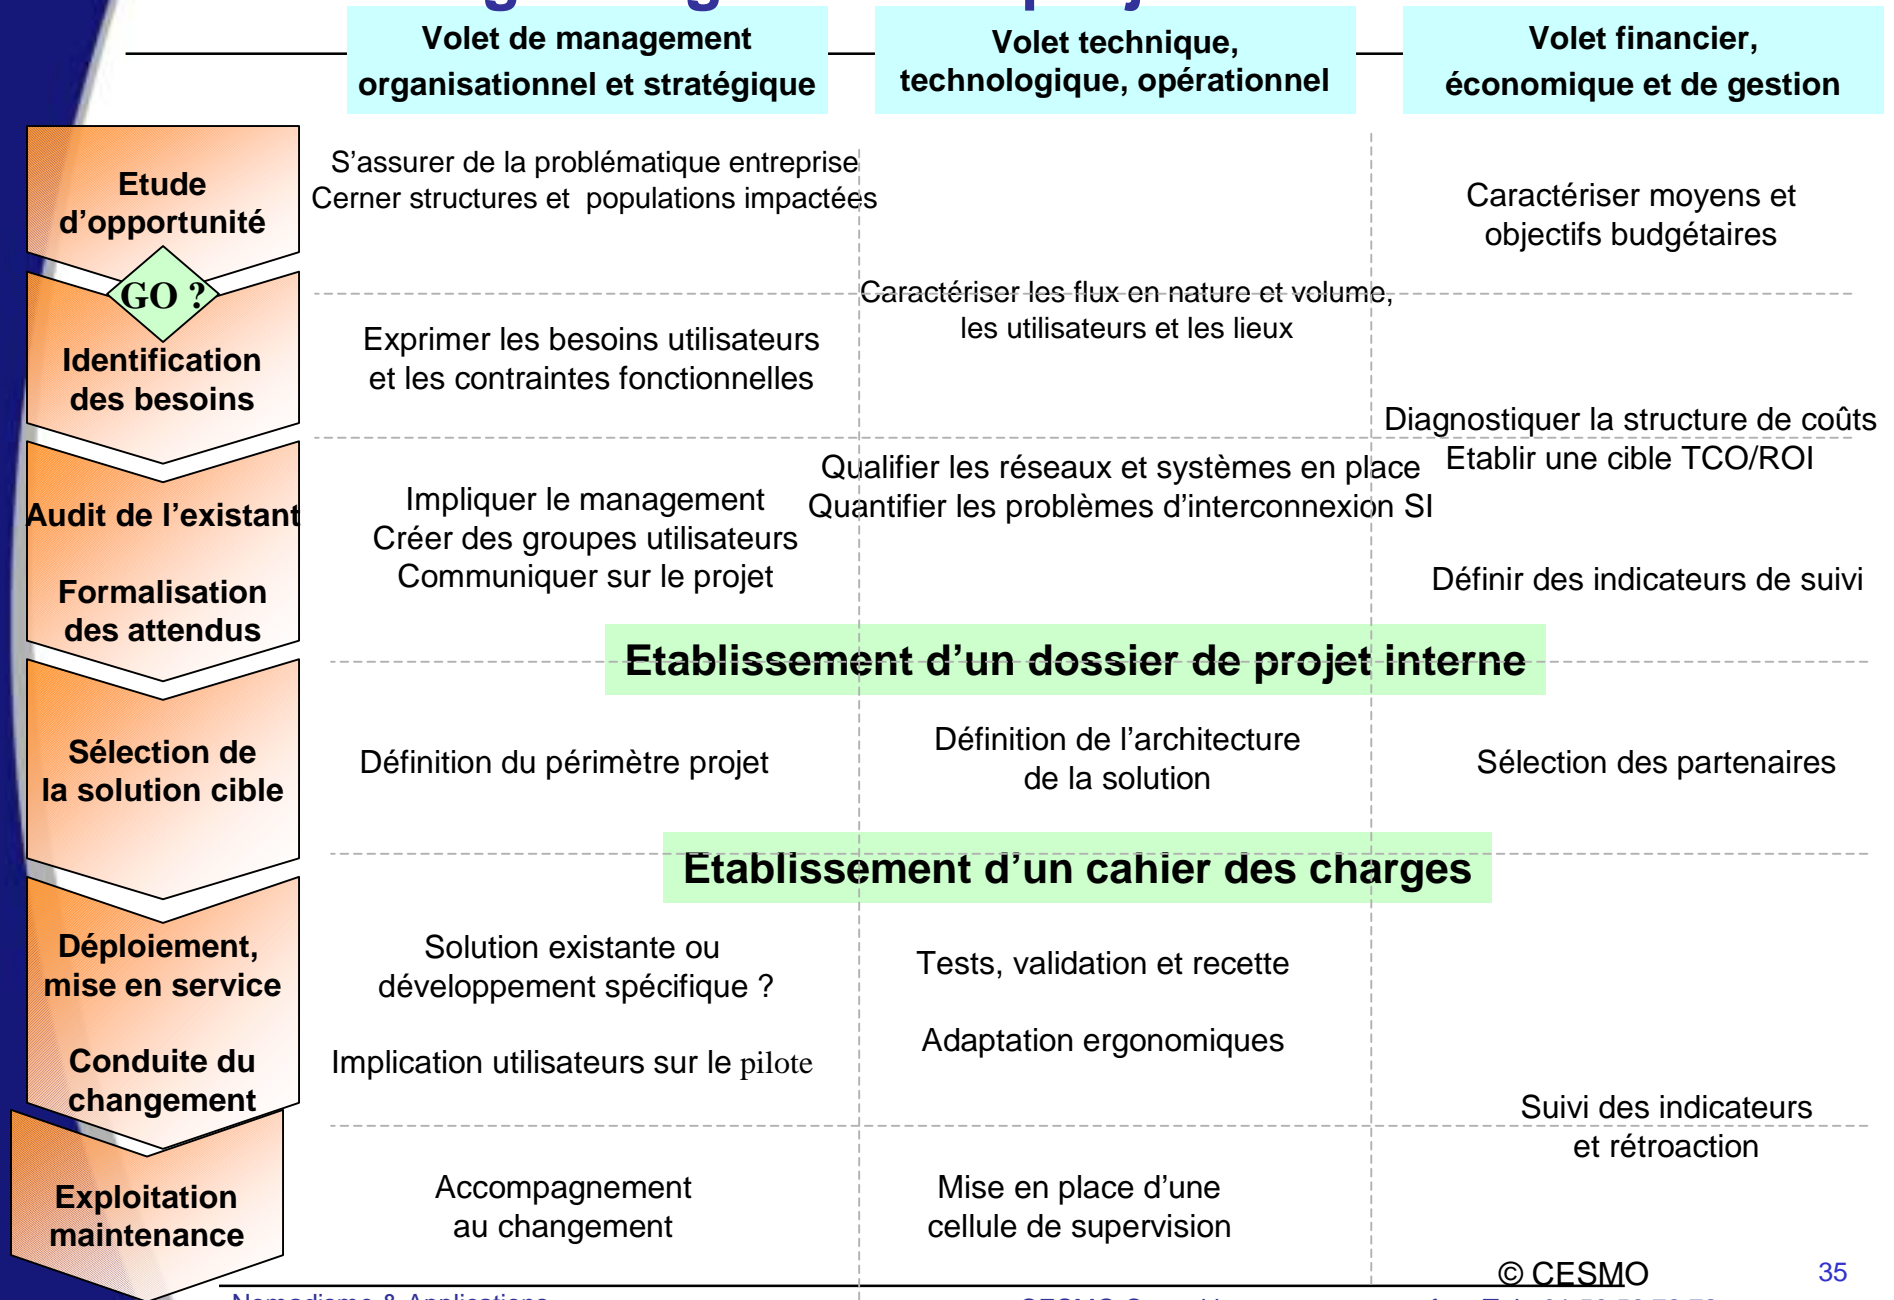 Volet de management
organisationnel et stratégique
Volet technique,
technologique, opérationnel
Volet financier,
économique et de gestion
Etude
d’opportunité
S’assurer de la problématique entreprise
Cerner structures et populations impactées
Caractériser moyens et
objectifs budgétaires
GO ?
Identification
des besoins
Exprimer les besoins utilisateurs
et les contraintes fonctionnelles
Caractériser les flux en nature et volume,
les utilisateurs et les lieux
Diagnostiquer la structure de coûts
Etablir une cible TCO/ROI
Audit de l’existant
Formalisation
des attendus
Impliquer le management
Créer des groupes utilisateurs
Communiquer sur le projet
Qualifier les réseaux et systèmes en place
Quantifier les problèmes d’interconnexion SI
Définir des indicateurs de suivi
Etablissement d’un dossier de projet interne
Sélection de
la solution cible
Définition du périmètre projet
Définition de l’architecture
de la solution
Sélection des partenaires
Etablissement d’un cahier des charges
Déploiement,
mise en service
Conduite du
changement
Solution existante ou
développement spécifique ?
Implication utilisateurs sur le pilote
Tests, validation et recette
Adaptation ergonomiques
Suivi des indicateurs
et rétroaction
Exploitation
maintenance
Accompagnement
au changement
Mise en place d’une
cellule de supervision
© CESMO
35
Nomadisme & Applications